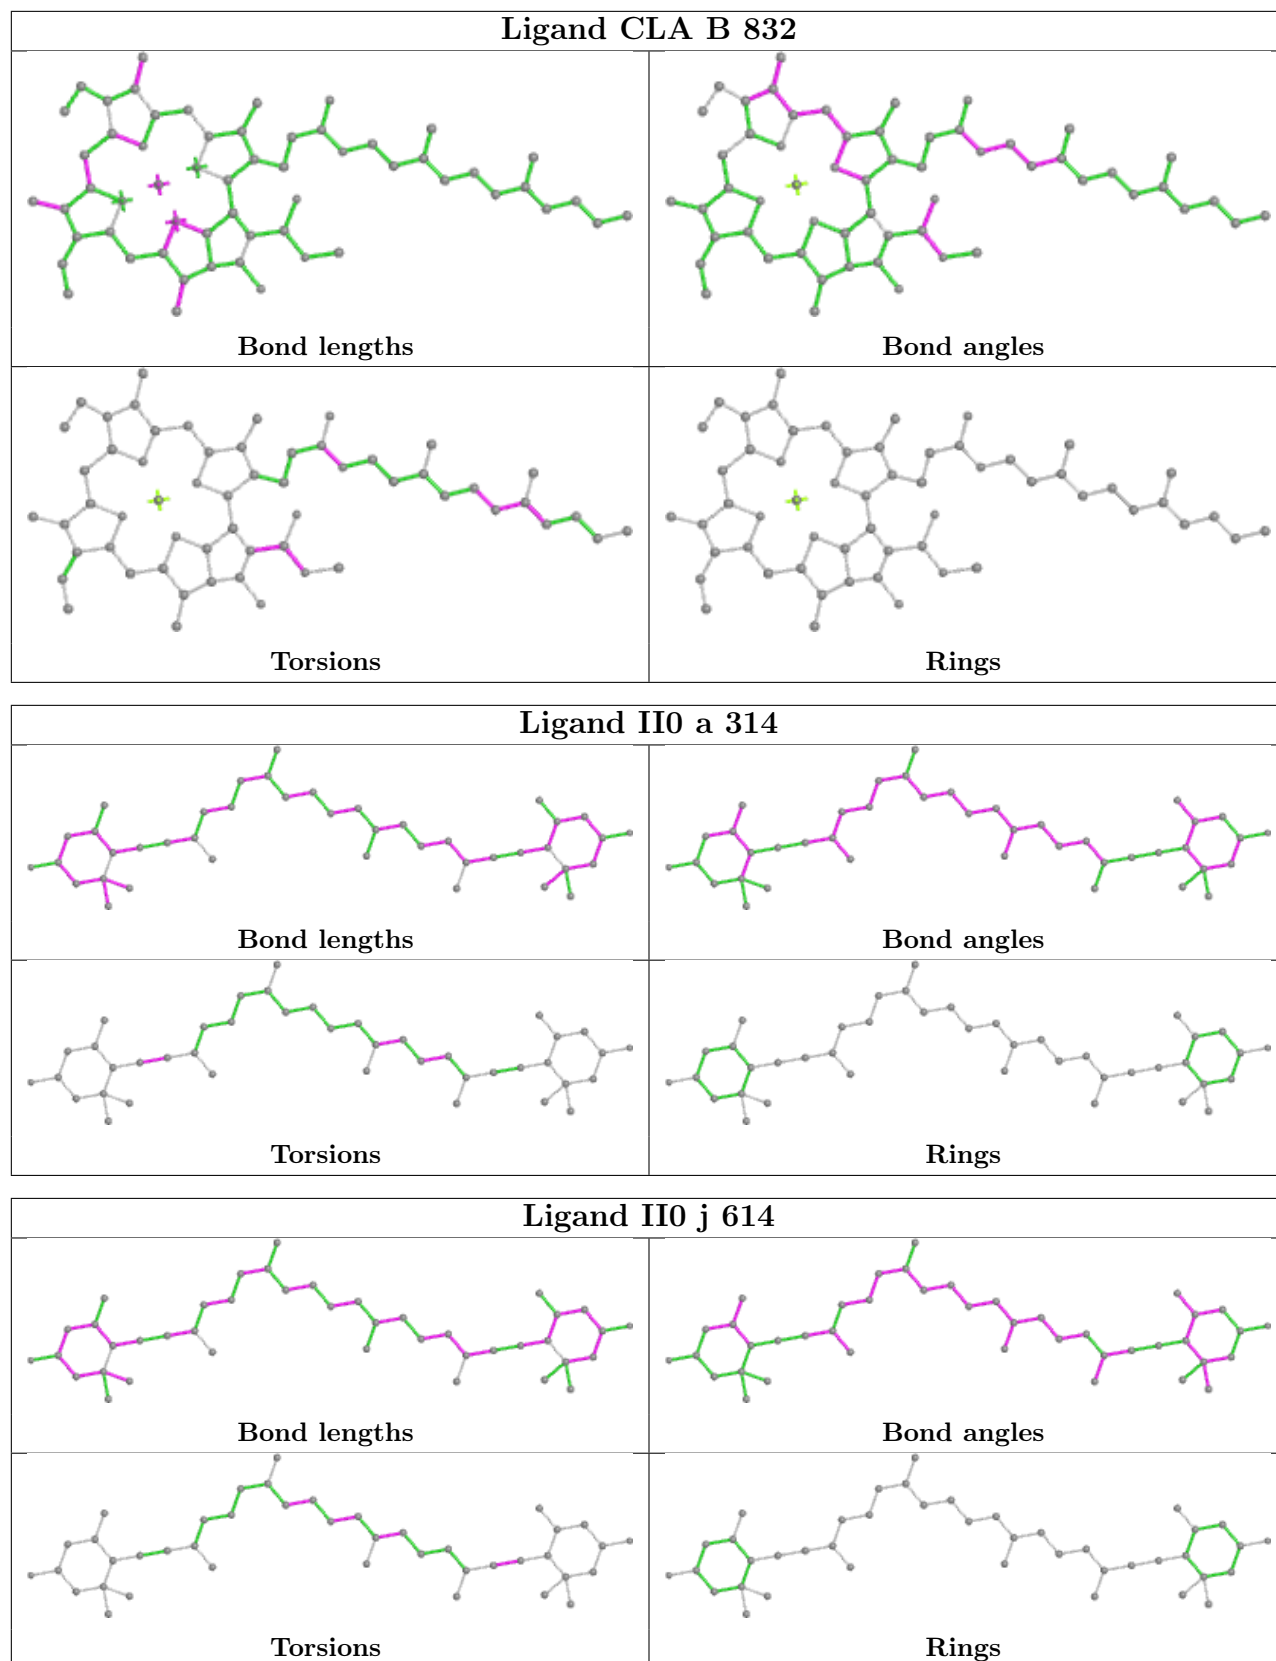 Ligand CLA B 832
Bond lengths
Bond angles
Torsions
Rings
Ligand II0 a 314
Bond lengths
Bond angles
Torsions
Rings
Ligand II0 j 614
Bond lengths
Bond angles
Torsions
Rings